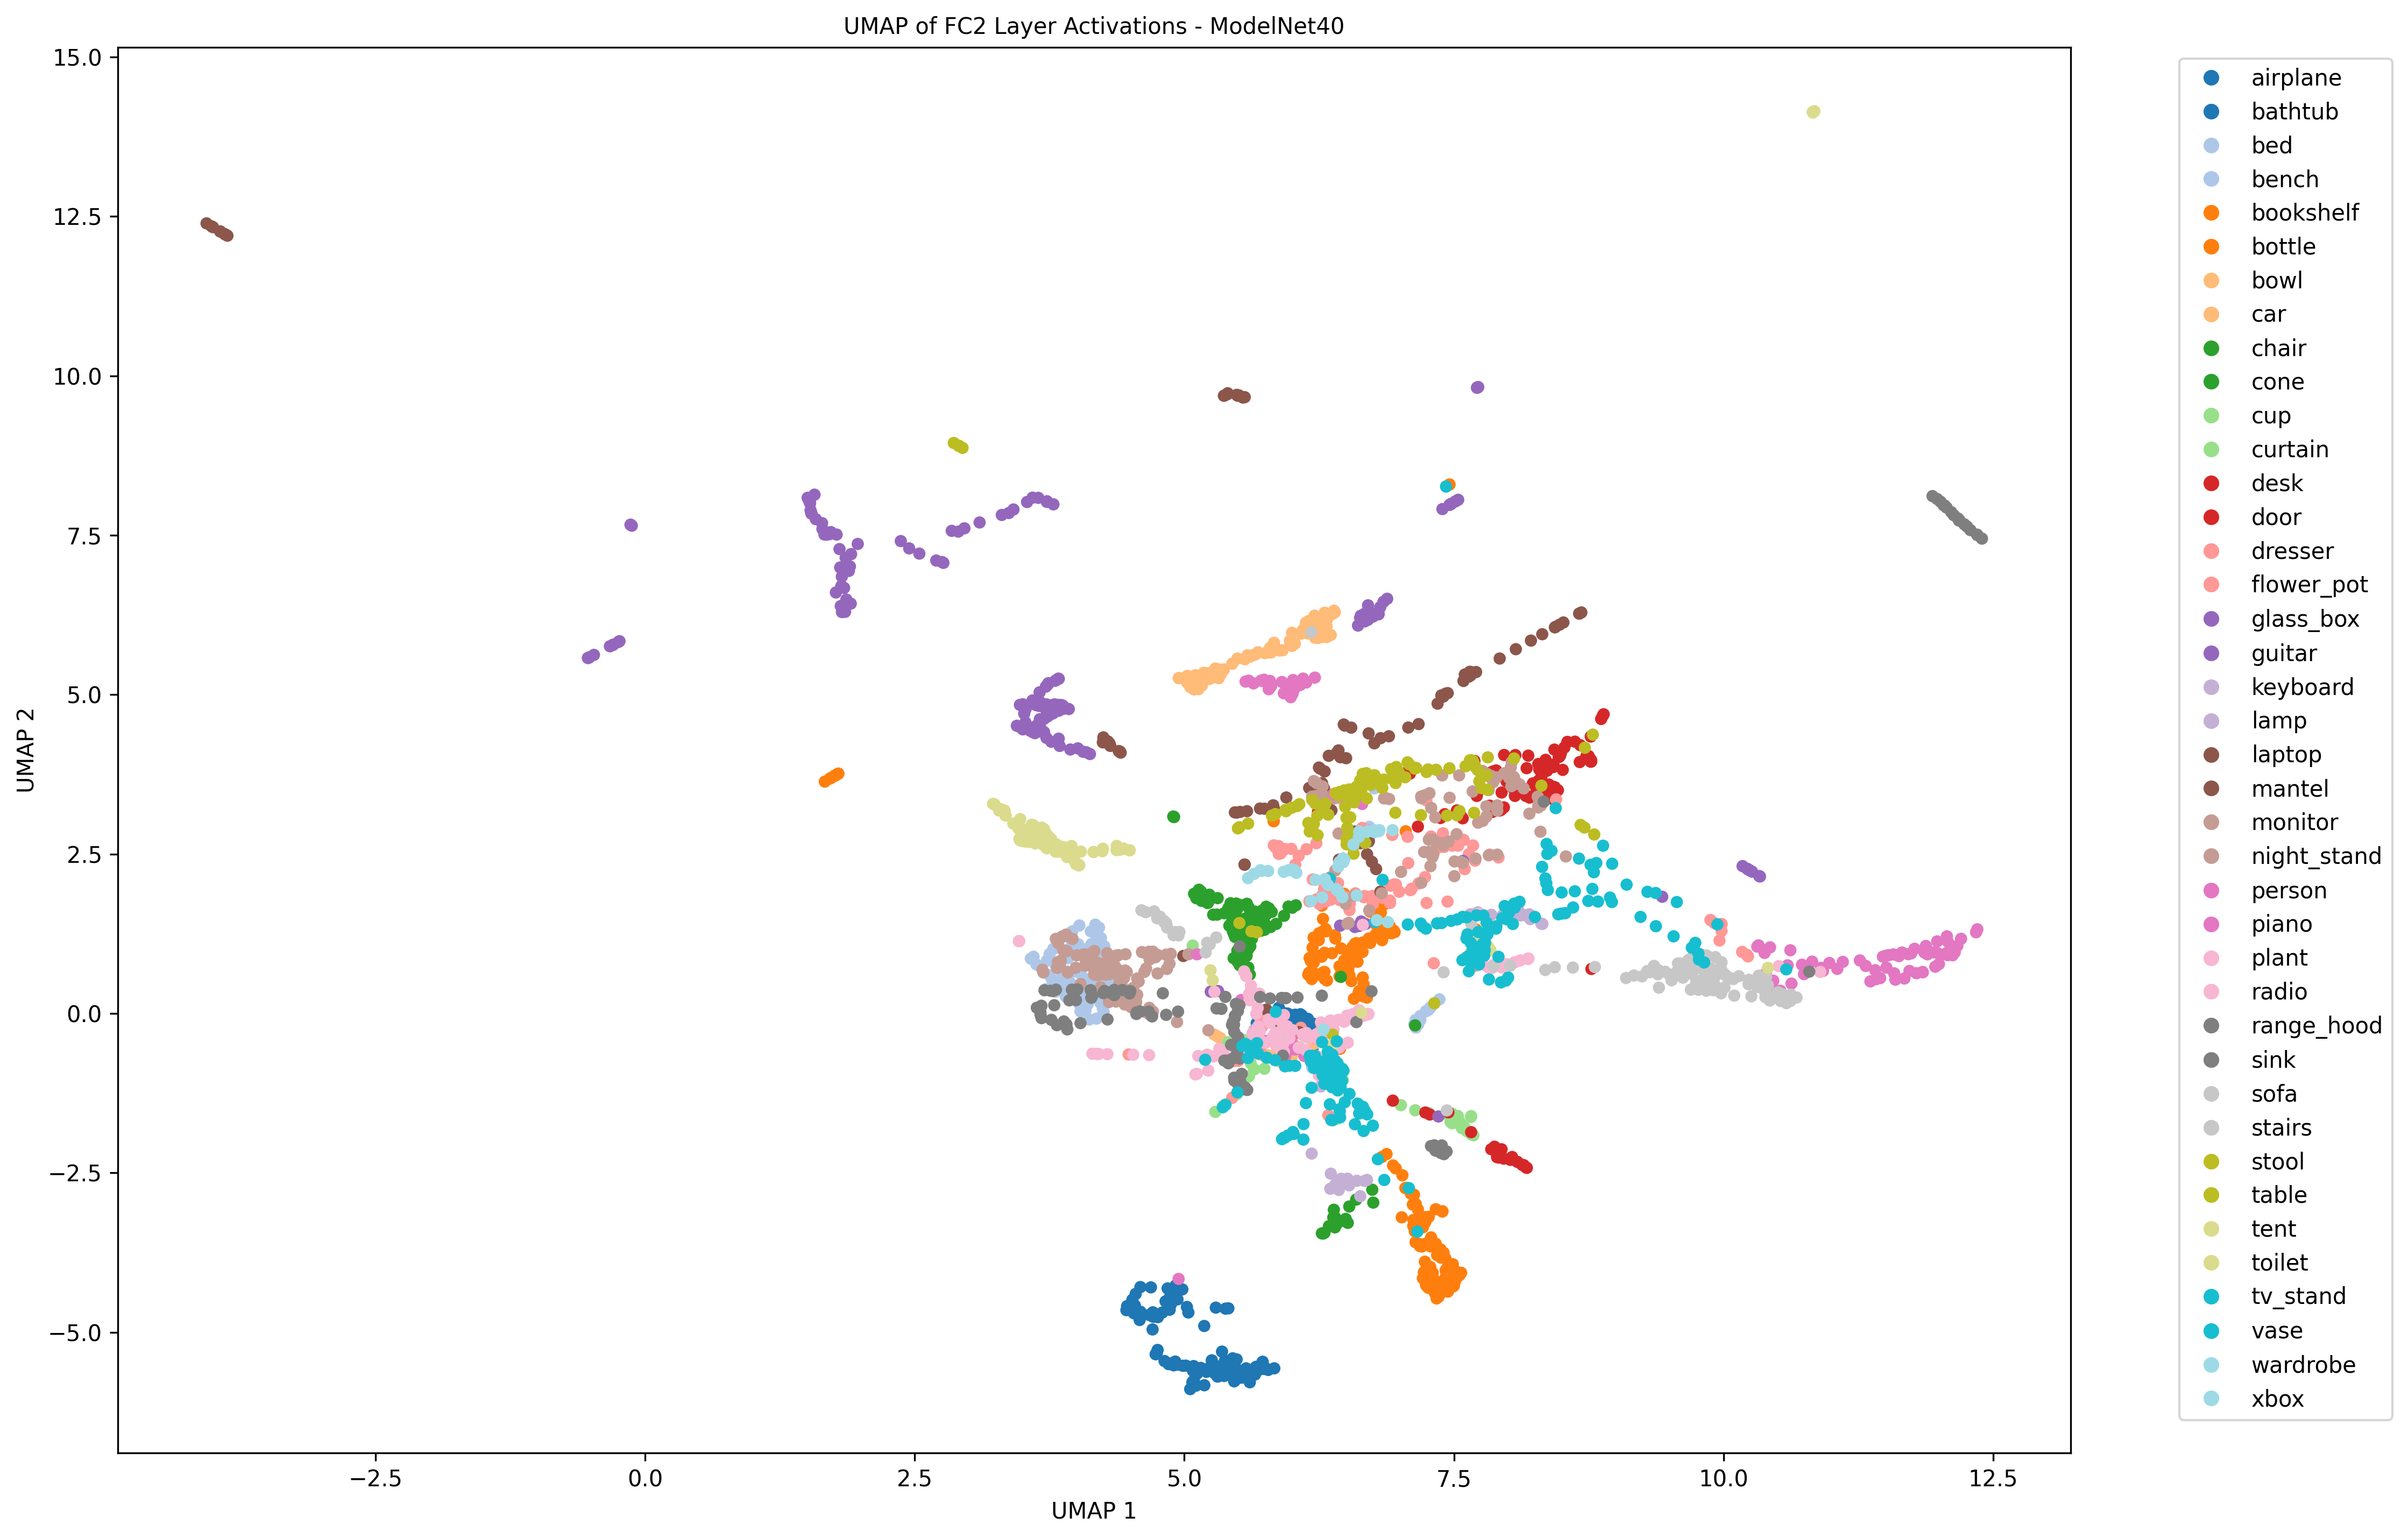 UMAP of FC2 Layer Activations - ModelNet40
15.0
12.5
10.0
7.5
5.0
2.5
0.0
−2.5
−5.0
UMAP 2
−2.5
0.0
2.5
5.0
7.5
10.0
12.5
UMAP 1
airplane
bathtub
bed
bench
bookshelf
bottle
bowl
car
chair
cone
cup
curtain
desk
door
dresser
flower_pot
glass_box
guitar
keyboard
lamp
laptop
mantel
monitor
night_stand
person
piano
plant
radio
range_hood
sink
sofa
stairs
stool
table
tent
toilet
tv_stand
vase
wardrobe
xbox